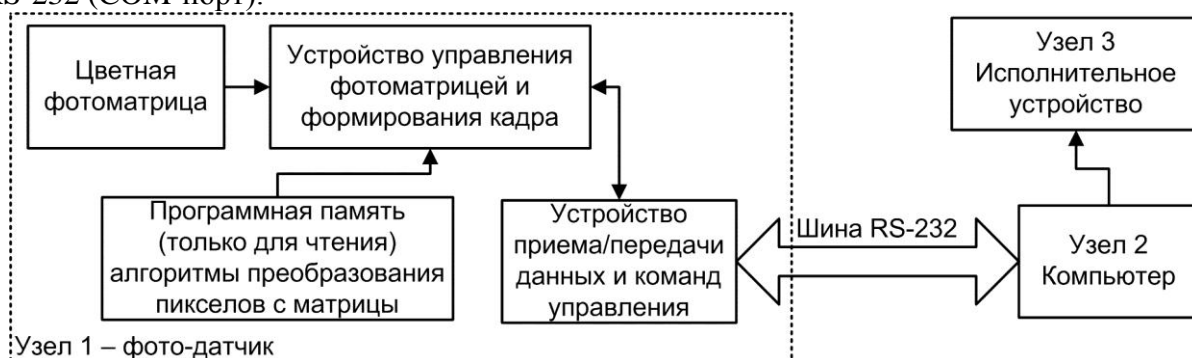 RS-232 (COM-порт).
Цветная
фотоматрица
Устройство управления
фотоматрицей и
формирования кадра
Узел 3
Исполнительное
устройство
Программная память
(только для чтения)
алгоритмы преобразования
пикселов с матрицы
Устройство
приема/передачи
данных и команд
управления
Шина RS-232
Узел 2
Компьютер
Узел 1 – фото-датчик